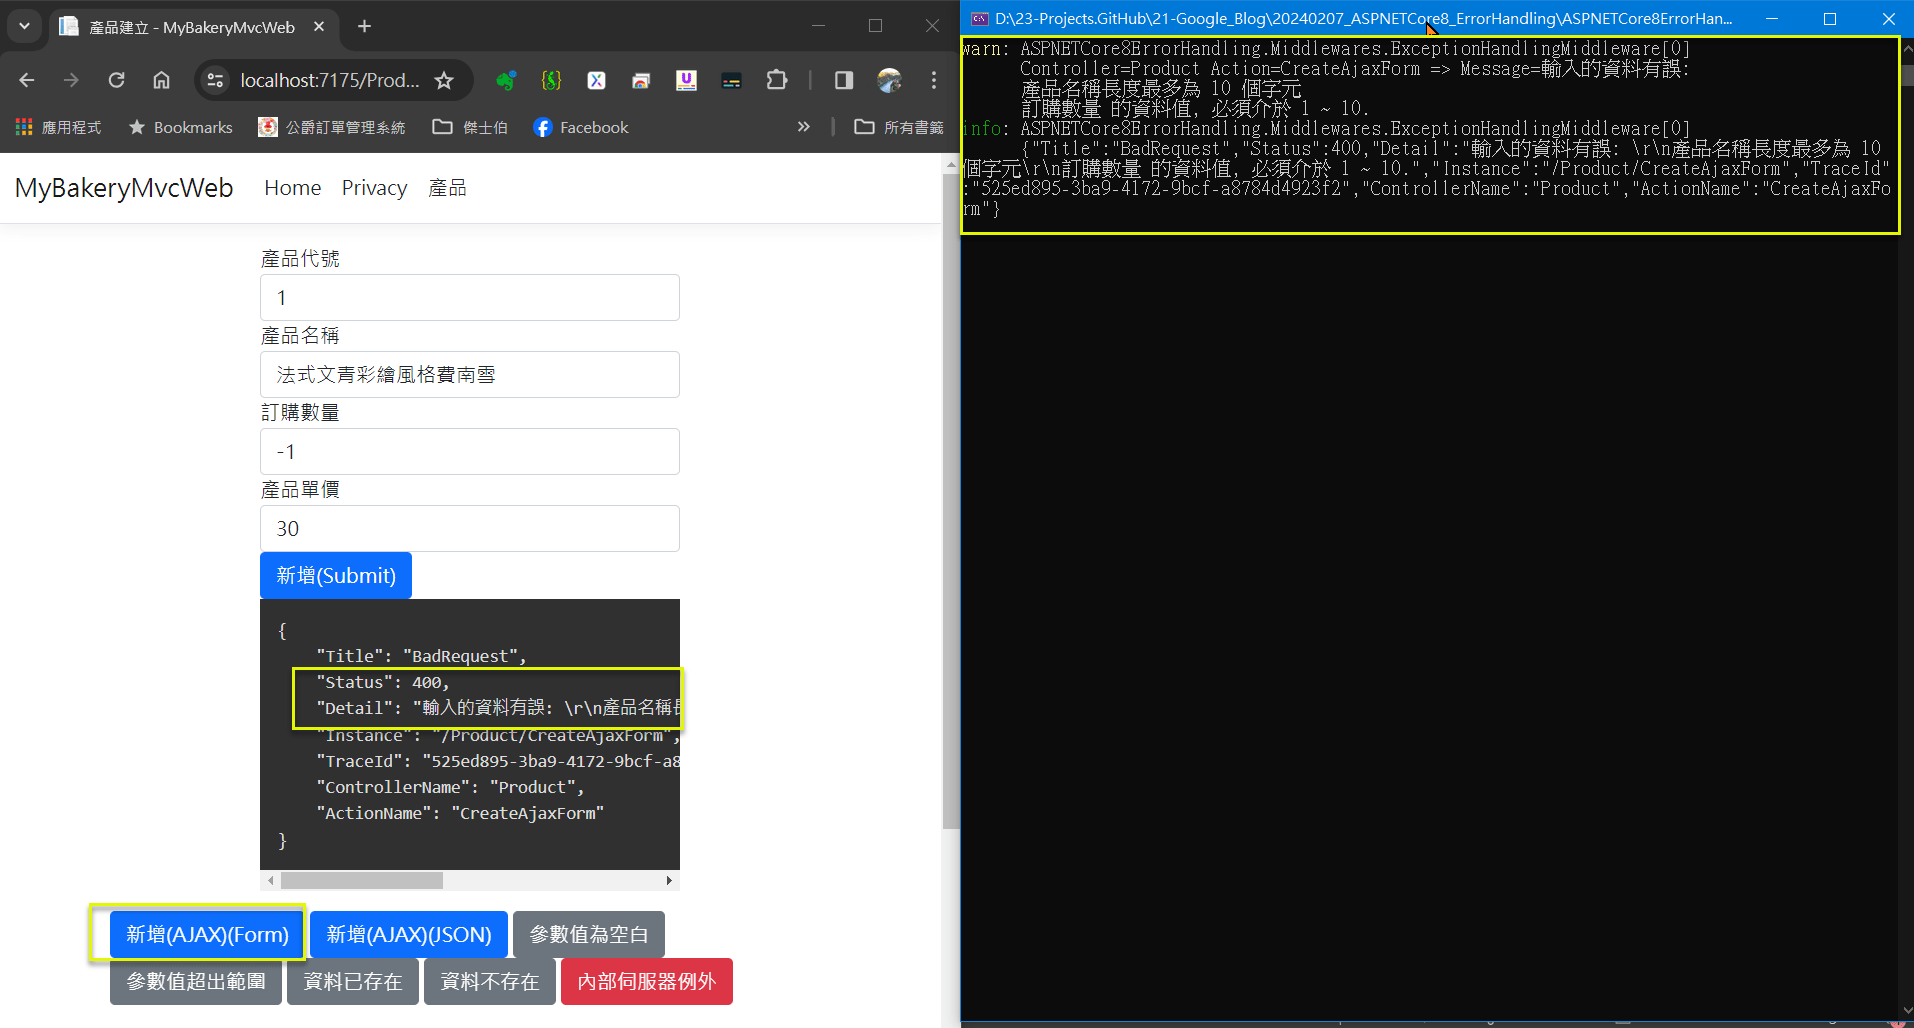 產品建立 - MyBakeryMvcWeb
localhost:7175/Prod...
應用程式
Bookmarks
公爵訂單管理系統
傑士伯
Facebook
所有書籤
MyBakeryMvcWeb
Home
Privacy
產品
產品代號
1
產品名稱
法式文青彩繪風格費南雪
訂購數量
-1
產品單價
30
新增(Submit)
{
"Title": "BadRequest",
"Status": 400,
"Detail": "輸入的資料有誤: \r\n產品名稱長
"Instance": "/Product/CreateAjaxForm",
"TraceId": "525ed895-3ba9-4172-9bcf-a8
"ControllerName": "Product",
"ActionName": "CreateAjaxForm"
}
新增(AJAX)(Form)
新增(AJAX)(JSON)
參數值為空白
參數值超出範圍
資料已存在
資料不存在
內部伺服器例外
D:\23-Projects.GitHub\21-Google_Blog\20240207_ASPNETCore8_ErrorHandling\ASPNETCore8ErrorHan...
warn: ASPNETCore8ErrorHandling.Middlewares.ExceptionHandlingMiddleware[0]
Controller=Product Action=CreateAjaxForm => Message=輸入的資料有誤:
產品名稱長度最多為 10 個字元
訂購數量 的資料值, 必須介於 1 ~ 10.
info: ASPNETCore8ErrorHandling.Middlewares.ExceptionHandlingMiddleware[0]
{"Title":"BadRequest","Status":400,"Detail":"輸入的資料有誤: \r\n產品名稱長度最多為 10
個字元\r\n訂購數量 的資料值, 必須介於 1 ~ 10.","Instance":"/Product/CreateAjaxForm","TraceId"
:"525ed895-3ba9-4172-9bcf-a8784d4923f2","ControllerName":"Product","ActionName":"CreateAjaxFo
rm"}